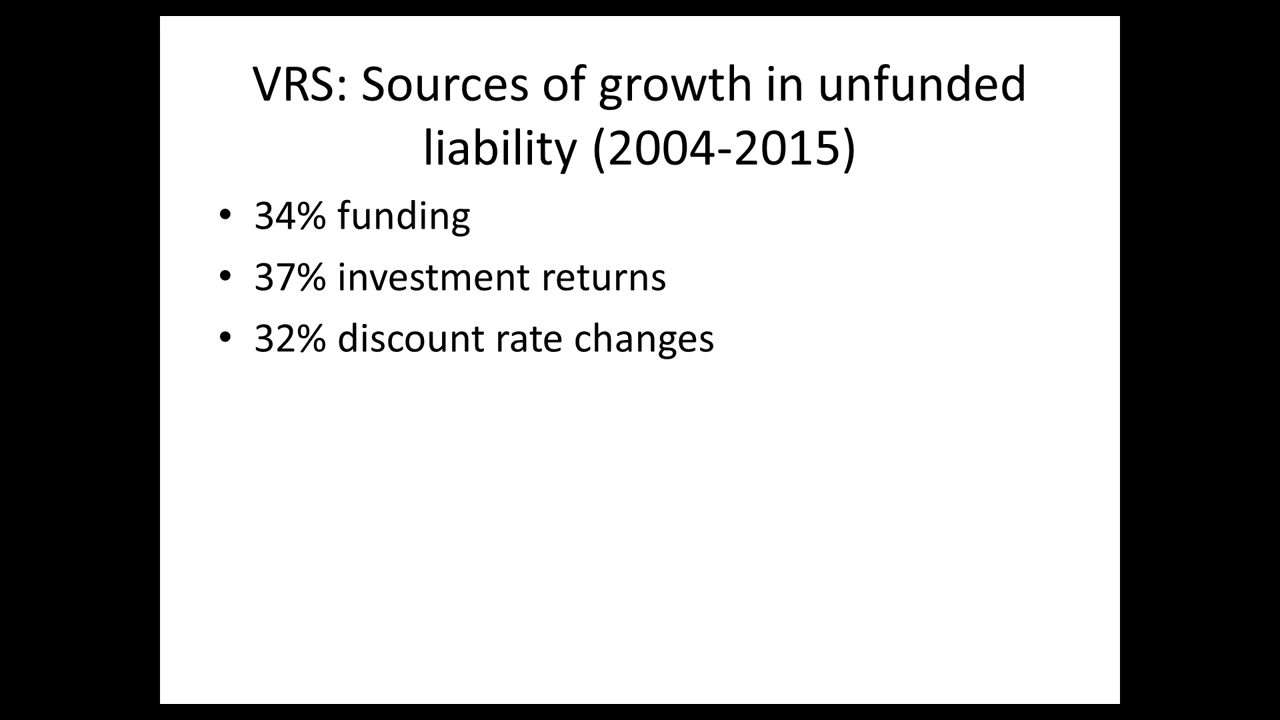 VRS: Sources of growth in unfunded
liability (2004-2015)
• 34% funding
• 37% investment returns
• 32% discount rate changes